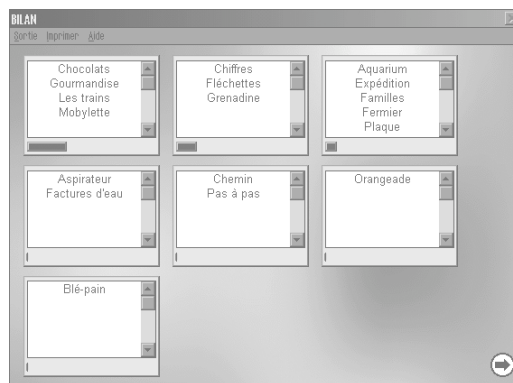 BILAN
Sortie Imprimer Aide
Chocolats
Gourmandise
Les trains
Mobylette
Chiffres
Fléchettes
Grenadine
Aquarium
Expédition
Familles
Fermier
Plaque
Aspirateur
Factures d'eau
Chemin
Pas à pas
Orangeade
Blé-pain